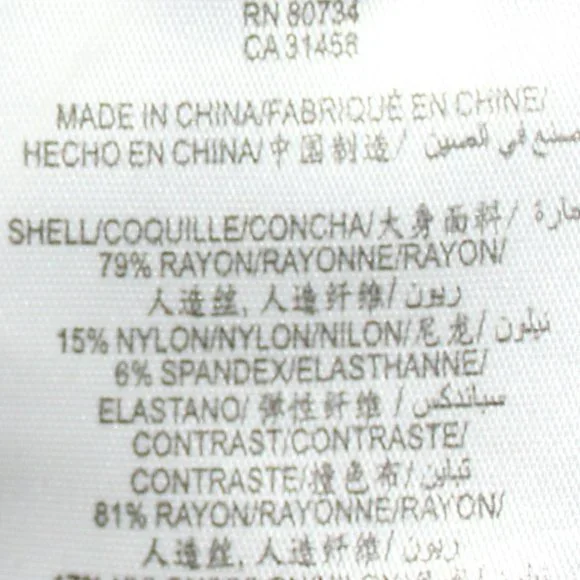 RN 80734
CA 31458
MADE IN CHINA/FABRIQUÉ EN CHINE/
HECHO EN CHINA/中国制造/ صنع في الصين
SHELL/COQUILLE/CONCHA/大身面料/
79% RAYON/RAYONNE/RAYON/
人造丝, 人造纤维/ ريون/
15% NYLON/NYLON/NILON/尼龙/ نيلون/
6% SPANDEX/ELASTHANNE/
ELASTANO/ 弹性纤维 / سباندكس
CONTRAST/CONTRASTE/
CONTRASTE/撞色布/ تباين/
81% RAYON/RAYONNE/RAYON/
人造丝, 人造纤维/ ريون/